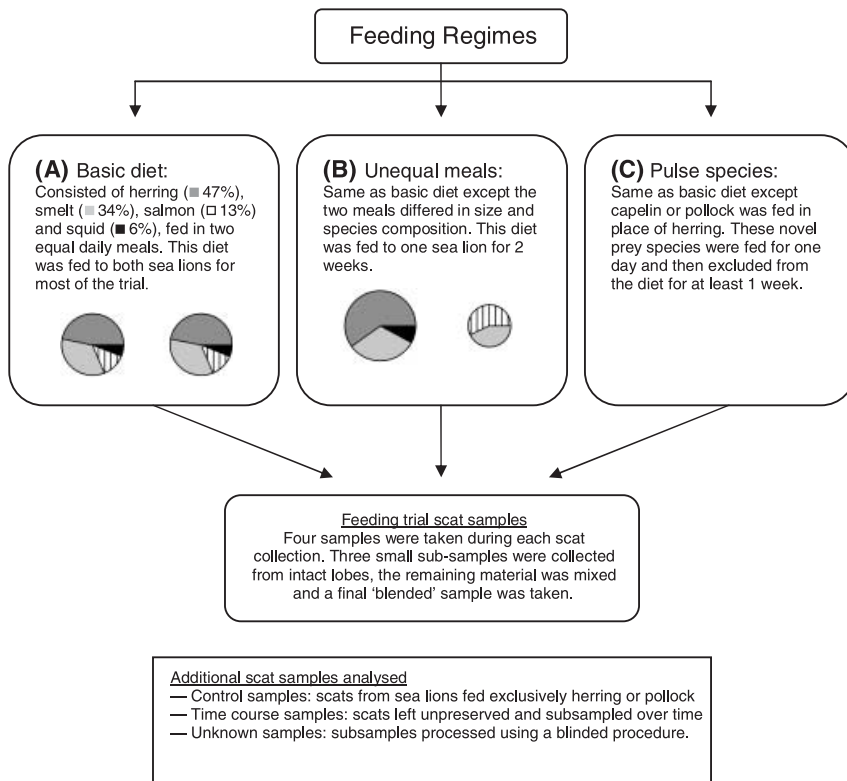 Feeding Regimes
(A) Basic diet:
Consisted of herring (■ 47%),
smelt (■ 34%), salmon (□ 13%)
and squid (■ 6%), fed in two
equal daily meals. This diet
was fed to both sea lions for
most of the trial.
(B) Unequal meals:
Same as basic diet except the
two meals differed in size and
species composition. This diet
was fed to one sea lion for 2
weeks.
(C) Pulse species:
Same as basic diet except
capelin or pollock was fed in
place of herring. These novel
prey species were fed for one
day and then excluded from
the diet for at least 1 week.
Feeding trial scat samples
Four samples were taken during each scat
collection. Three small sub-samples were collected
from intact lobes, the remaining material was mixed
and a final ‘blended’ sample was taken.
Additional scat samples analysed
— Control samples: scats from sea lions fed exclusively herring or pollock
— Time course samples: scats left unpreserved and subsampled over time
— Unknown samples: subsamples processed using a blinded procedure.